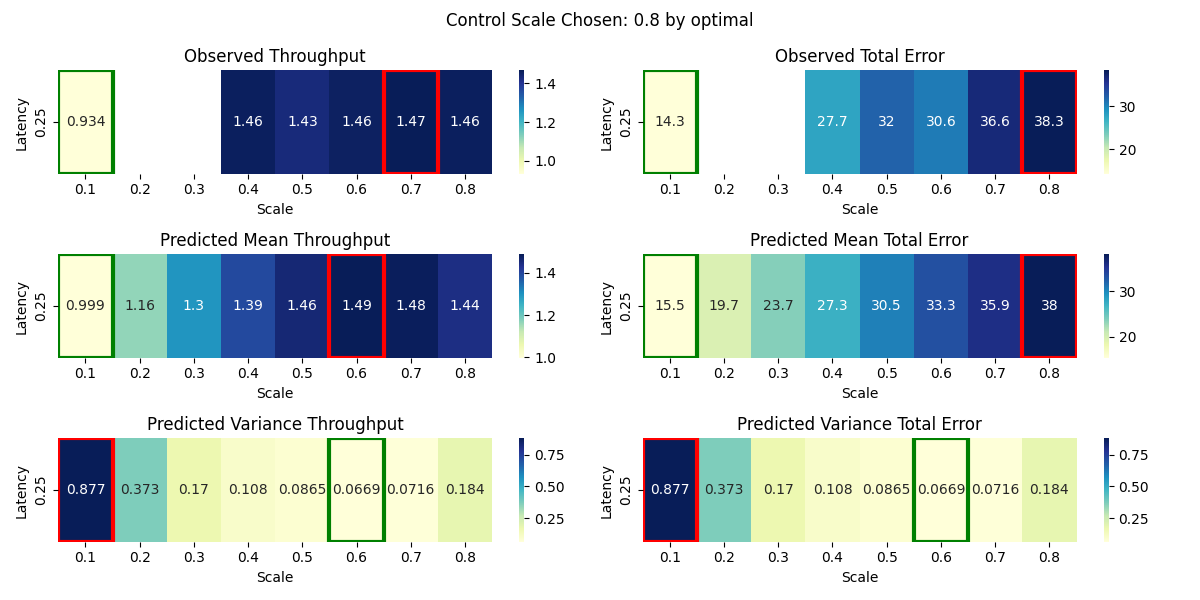 Control Scale Chosen: 0.8 by optimal
Observed Throughput
Latency
0.25
0.934 1.46 1.43 1.46 1.47 1.46
0.1 0.2 0.3 0.4 0.5 0.6 0.7 0.8
Scale
1.4
1.2
1.0
Observed Total Error
Latency
0.25
14.3 27.7 32 30.6 36.6 38.3
0.1 0.2 0.3 0.4 0.5 0.6 0.7 0.8
Scale
30
20
Predicted Mean Throughput
Latency
0.25
0.999 1.16 1.3 1.39 1.46 1.49 1.48 1.44
0.1 0.2 0.3 0.4 0.5 0.6 0.7 0.8
Scale
1.4
1.2
1.0
Predicted Mean Total Error
Latency
0.25
15.5 19.7 23.7 27.3 30.5 33.3 35.9 38
0.1 0.2 0.3 0.4 0.5 0.6 0.7 0.8
Scale
30
20
Predicted Variance Throughput
Latency
0.25
0.877 0.373 0.17 0.108 0.0865 0.0669 0.0716 0.184
0.1 0.2 0.3 0.4 0.5 0.6 0.7 0.8
Scale
0.75
0.50
0.25
Predicted Variance Total Error
Latency
0.25
0.877 0.373 0.17 0.108 0.0865 0.0669 0.0716 0.184
0.1 0.2 0.3 0.4 0.5 0.6 0.7 0.8
Scale
0.75
0.50
0.25